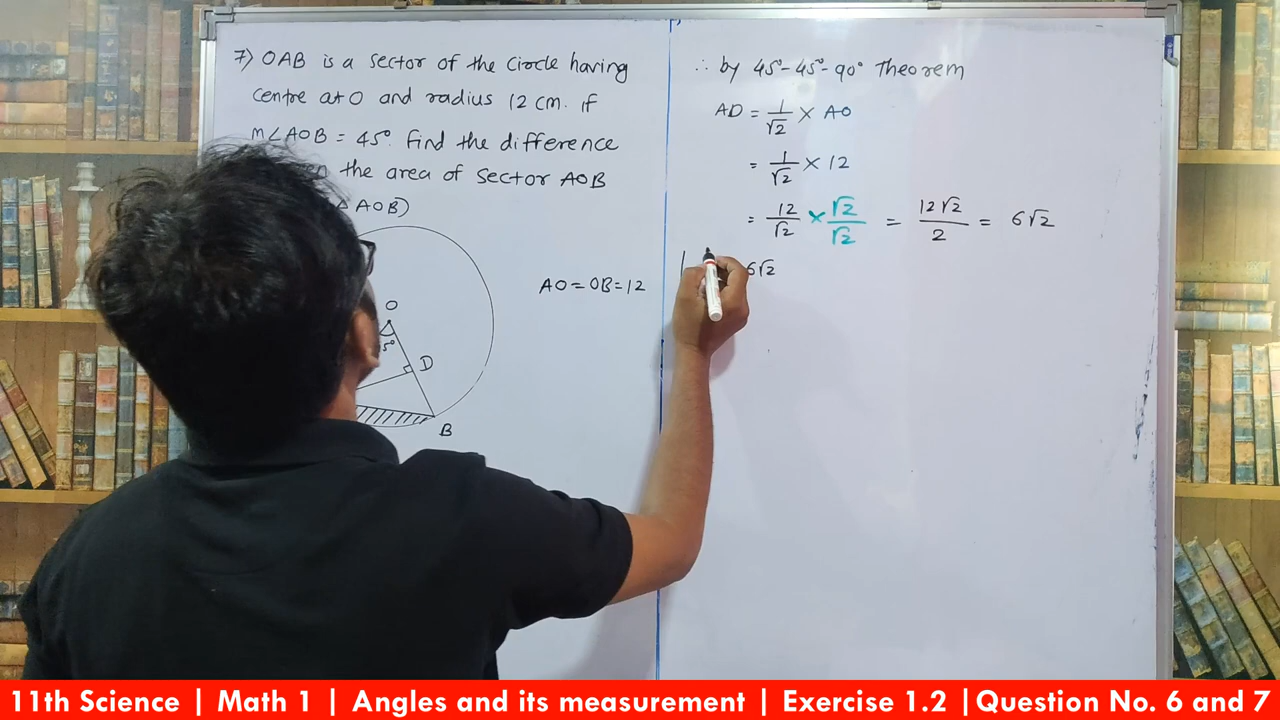 7) OAB is a sector of the circle having
centre at O and radius 12 cm. if
m∠AOB = 45°. Find the difference
the area of sector AOB
△ AOB)
O
5°
D
B
AO = OB = 12
∴ by 45°-45°-90° Theorem
AD = 1/√2 × AO
= 1/√2 × 12
= 12/√2 × √2/√2 = 12√2/2 = 6√2
6√2
11th Science | Math 1 | Angles and its measurement | Exercise 1.2 |Question No. 6 and 7